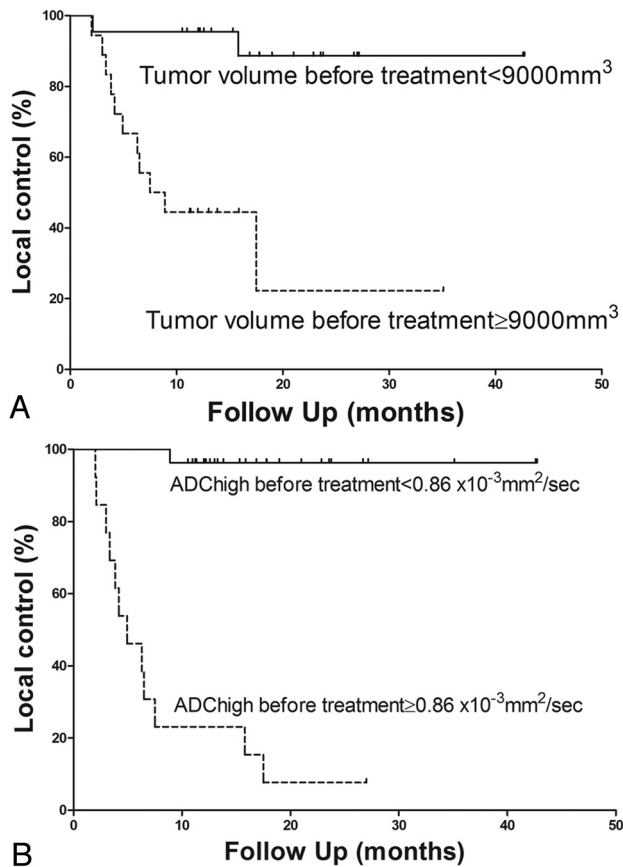 100
80
60
40
20
0
Local control (%)
Tumor volume before treatment<9000mm³
Tumor volume before treatment≥9000mm³
0 10 20 30 40 50
Follow Up (months)
A
100
80
60
40
20
0
Local control (%)
ADChigh before treatment<0.86 x10⁻³mm²/sec
ADChigh before treatment≥0.86 x10⁻³mm²/sec
0 10 20 30 40 50
Follow Up (months)
B